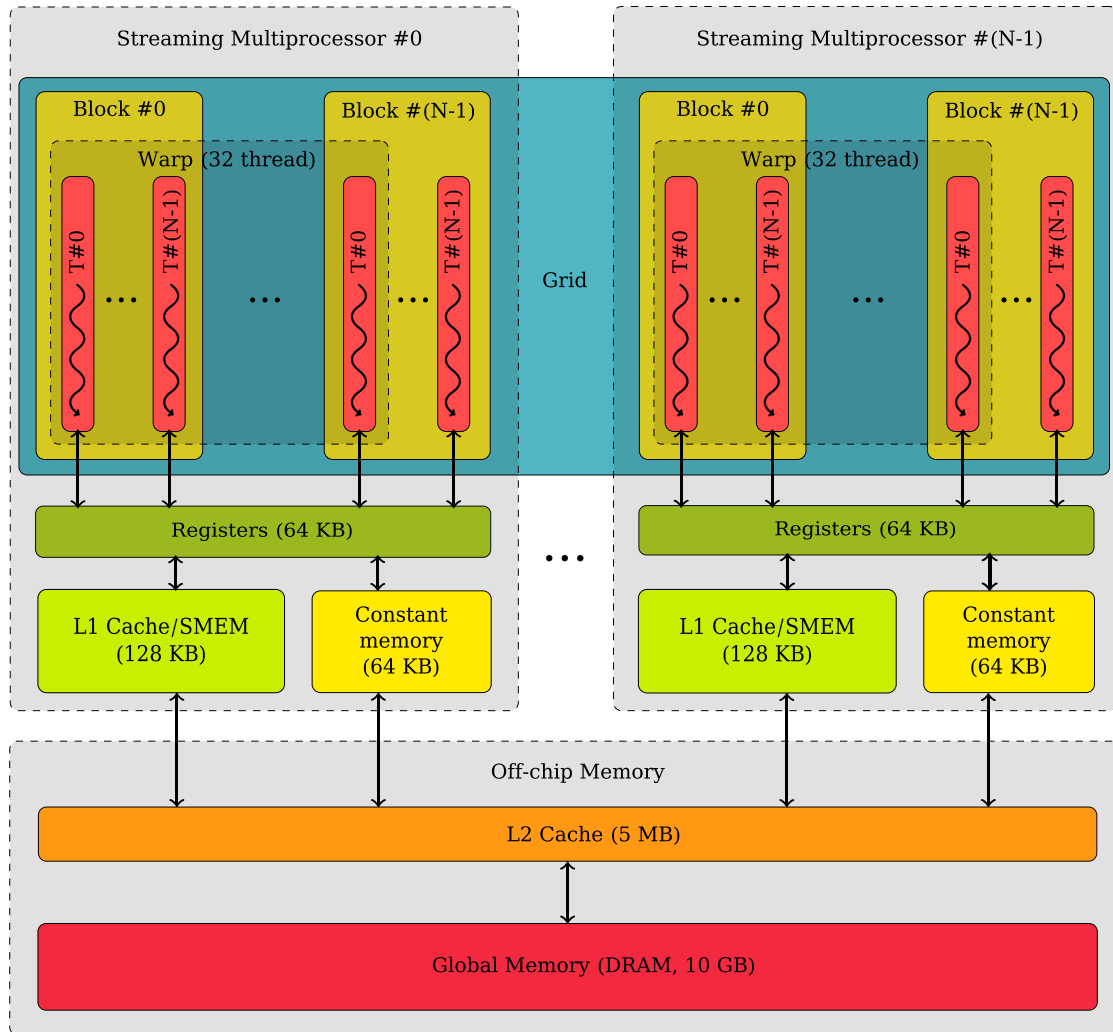 Streaming Multiprocessor #0
Streaming Multiprocessor #(N-1)
Block #0
Block #(N-1)
Block #0
Block #(N-1)
Warp (32 thread)
Warp (32 thread)
T#0
T#(N-1)
T#0
T#(N-1)
T#0
T#(N-1)
T#0
T#(N-1)
...
...
...
Grid
...
...
...
Registers (64 KB)
...
Registers (64 KB)
L1 Cache/SMEM
(128 KB)
Constant
memory
(64 KB)
L1 Cache/SMEM
(128 KB)
Constant
memory
(64 KB)
Off-chip Memory
L2 Cache (5 MB)
Global Memory (DRAM, 10 GB)